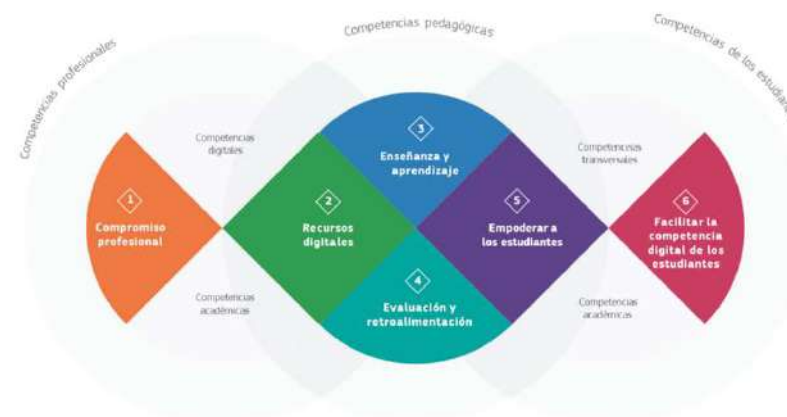 Competencias profesionales
Competencias pedagógicas
Competencias de los
Competencias
digitales
Competencias
académicas
1
Compromiso
profesional
2
Recursos
digitales
3
Enseñanza y
aprendizaje
4
Evaluación y
retroalimentación
5
Empoderar a
los estudiantes
Competencias
transversales
Competencias
académicas
6
Facilitar la
competencia
digital de los
estudiantes